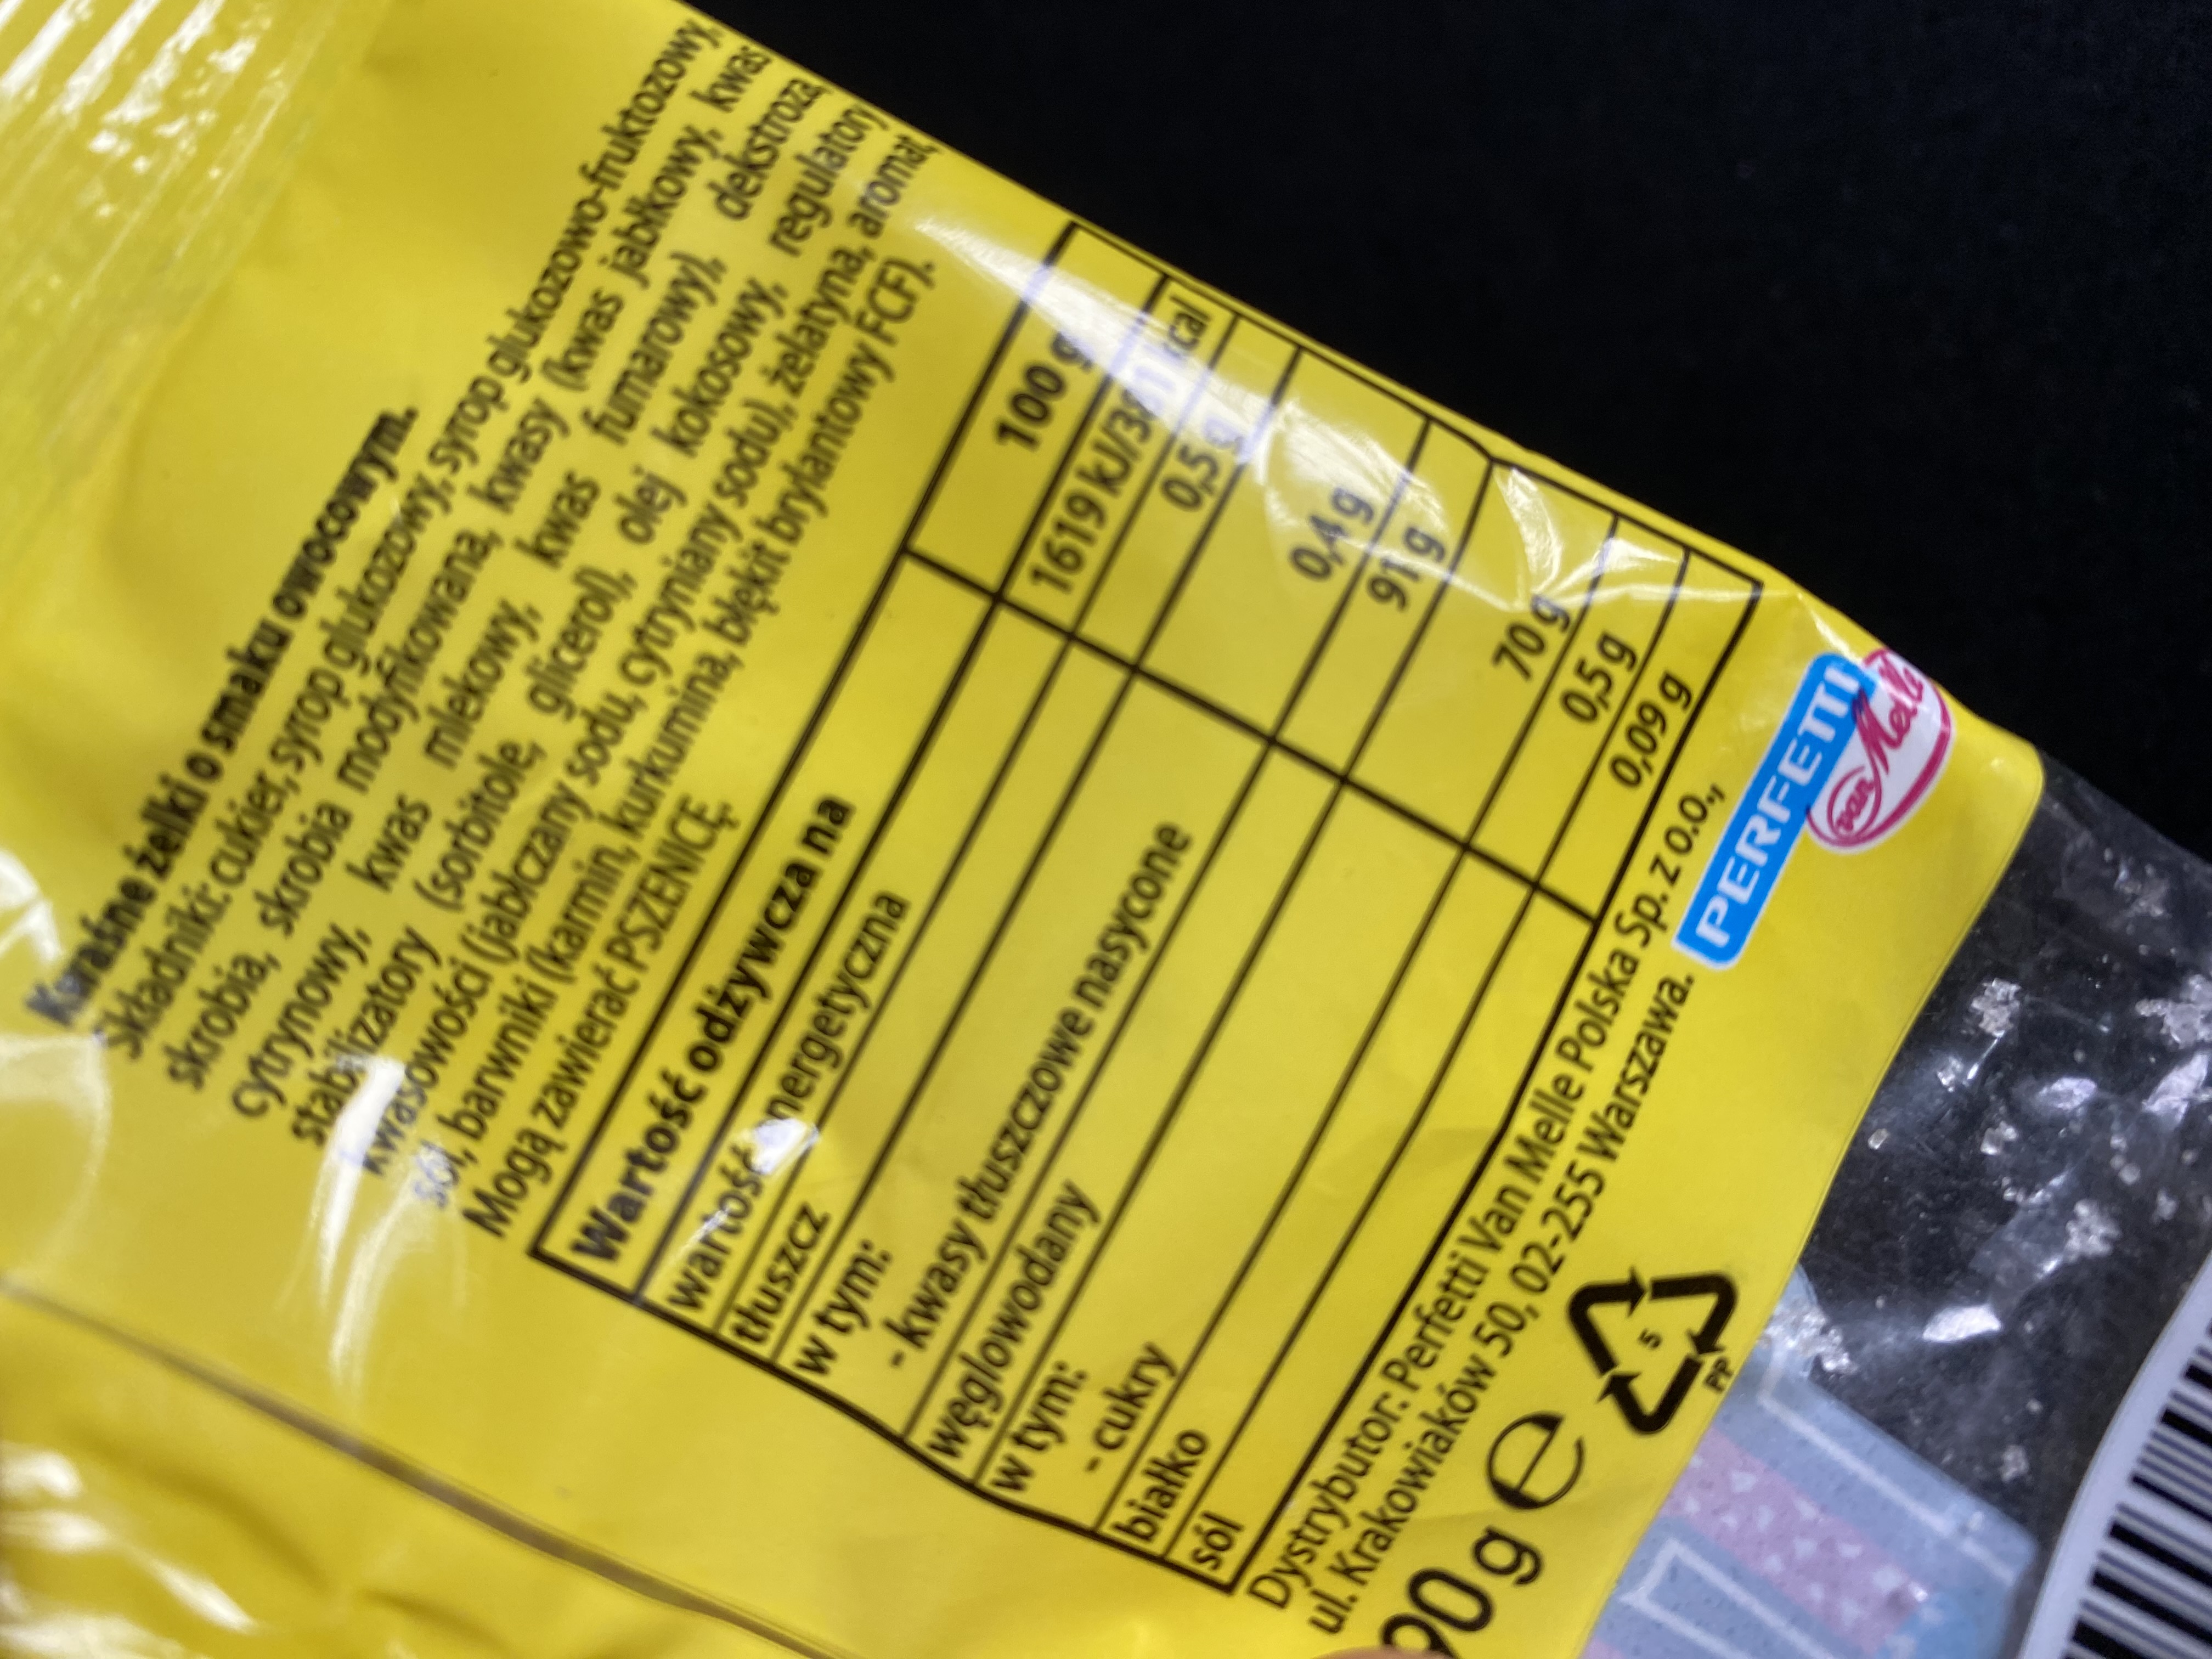 Kwaśne żelki o smaku owocowym.
Składniki: cukier, syrop glukozowy, syrop glukozowo-fruktozowy,
skrobia, skrobia modyfikowana, kwasy (kwas jabłkowy, kwas
cytrynowy, kwas mlekowy, kwas fumarowy), dekstroza,
stabilizatory (sorbitole, glicerol), olej kokosowy, regulatory
kwasowości (jabłczany sodu, cytryniany sodu), żelatyna, aromat,
sól, barwniki (karmin, kurkumina, błękit brylantowy FCF).
Mogą zawierać PSZENICĘ.
Wartość odżywcza na 100 g
wartość energetyczna 1619 kJ/381 kcal
tłuszcz 0,5 g
w tym:
- kwasy tłuszczowe nasycone 0,4 g
węglowodany 91 g
w tym:
- cukry 70 g
białko 0,5 g
sól 0,09 g
Dystrybutor: Perfetti Van Melle Polska Sp. z o.o.,
ul. Krakowiaków 50, 02-255 Warszawa.
90 g e
5
PP
PERFETTI
van Melle